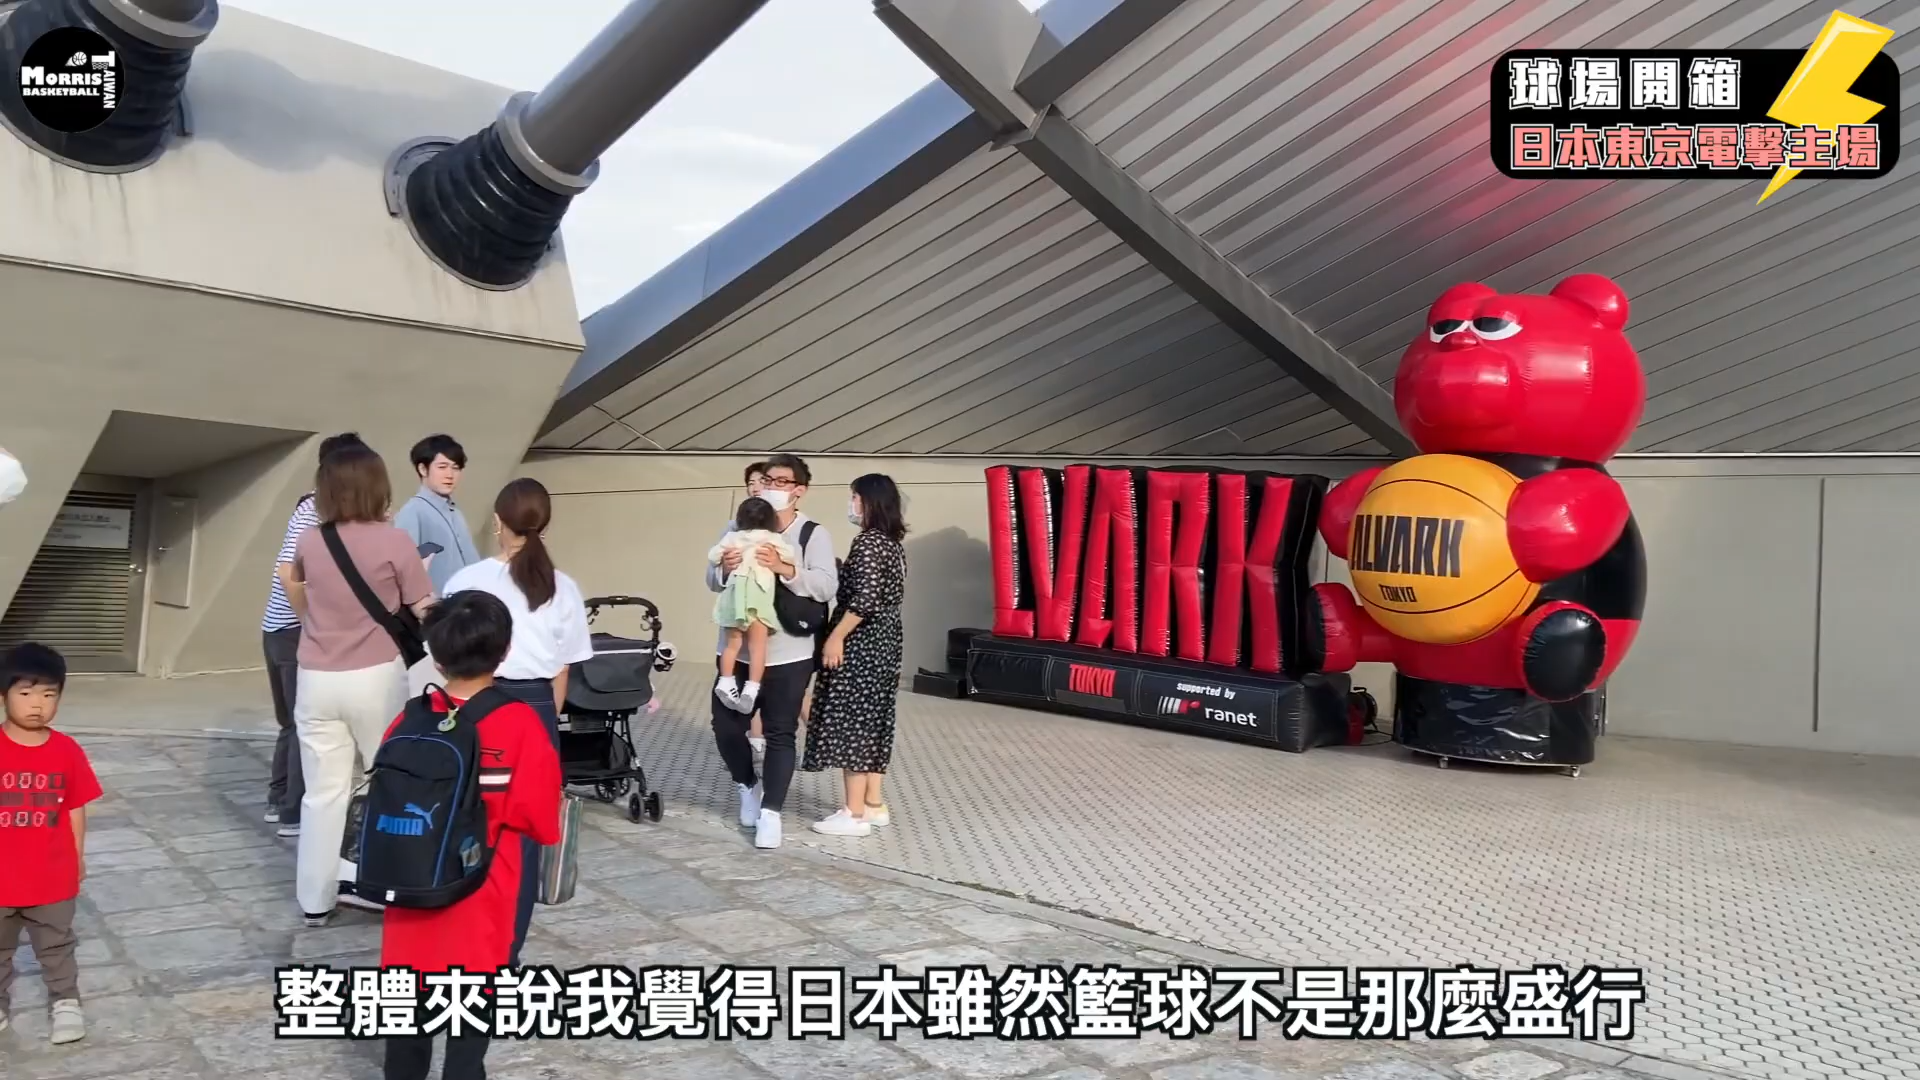 MORRIS
BASKETBALL
TAIWAN
球場開箱
日本東京電擊主場
LVARK
ALVARK
TOKYO
TOKYO
supported by
ranet
PUMA
整體來說我覺得日本雖然籃球不是那麼盛行